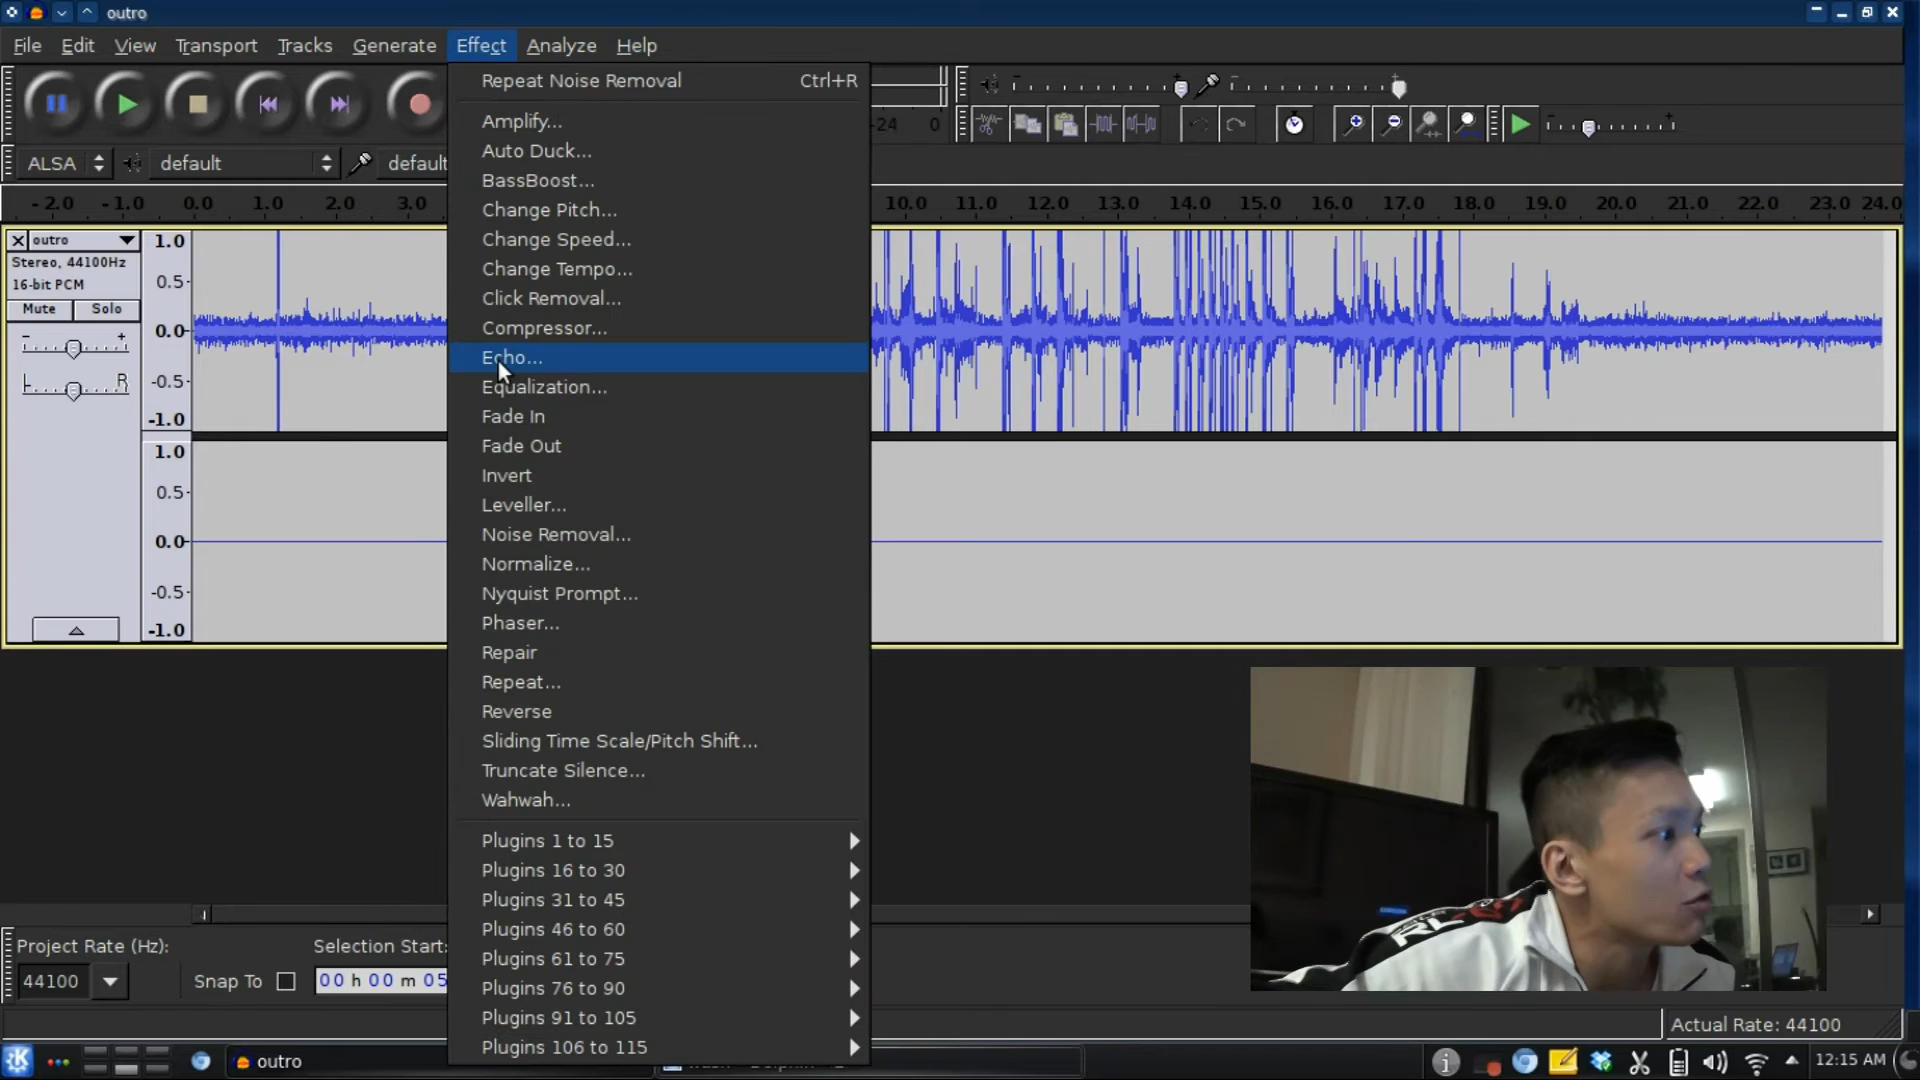 outro
File Edit View Transport Tracks Generate Effect Analyze Help
Repeat Noise Removal Ctrl+R
Amplify...
-24 0
Auto Duck...
ALSA default default
BassBoost...
- 2.0 - 1.0 0.0 1.0 2.0 3.0 10.0 11.0 12.0 13.0 14.0 15.0 16.0 17.0 18.0 19.0 20.0 21.0 22.0 23.0 24.0
Change Pitch...
Change Speed...
Change Tempo...
Click Removal...
Compressor...
Echo...
Equalization...
Fade In
Fade Out
Invert
Leveller...
Noise Removal...
Normalize...
Nyquist Prompt...
Phaser...
Repair
Repeat...
Reverse
Sliding Time Scale/Pitch Shift...
Truncate Silence...
Wahwah...
Plugins 1 to 15
Plugins 16 to 30
Plugins 31 to 45
Plugins 46 to 60
Plugins 61 to 75
Plugins 76 to 90
Plugins 91 to 105
Plugins 106 to 115
outro
Stereo, 44100Hz
16-bit PCM
Mute Solo
- +
L R
1.0
0.5
0.0
-0.5
-1.0
1.0
0.5
0.0
-0.5
-1.0
Project Rate (Hz): Selection Start:
44100 Snap To 00 h 00 m 05
Actual Rate: 44100
outro
12:15 AM